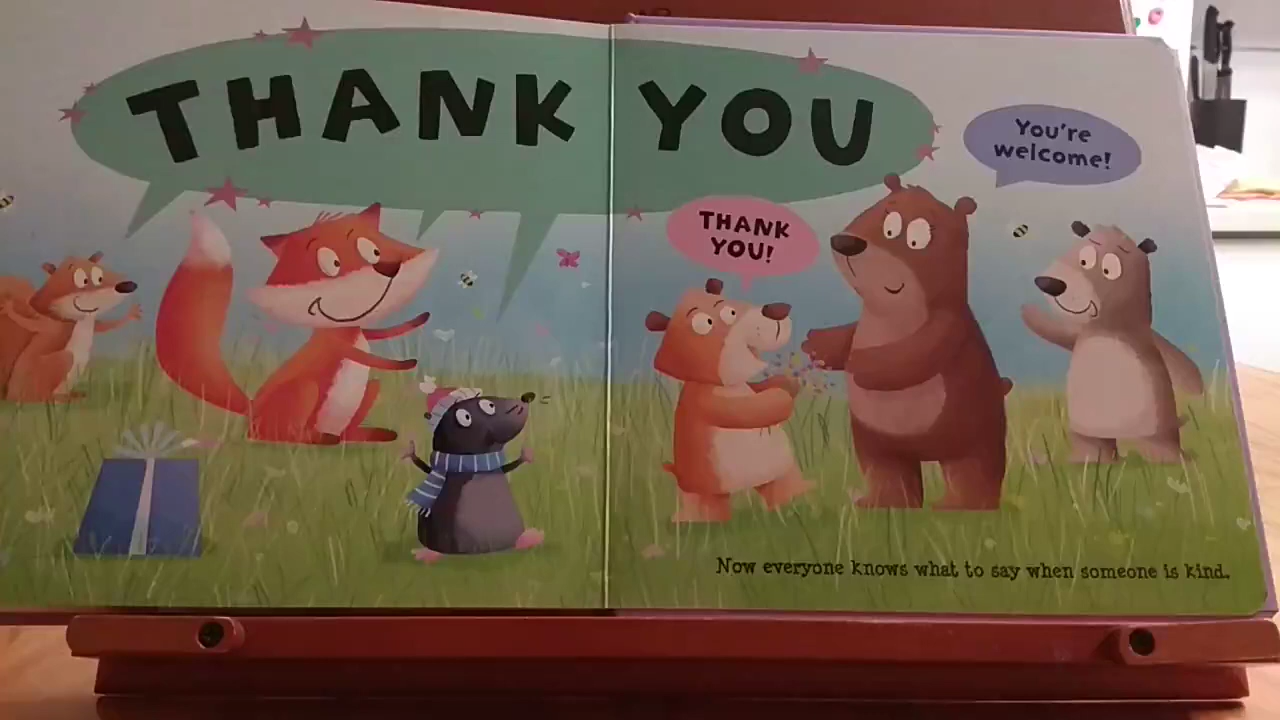 THANK YOU
You're
welcome!
THANK
YOU!
Now everyone knows what to say when someone is kind.